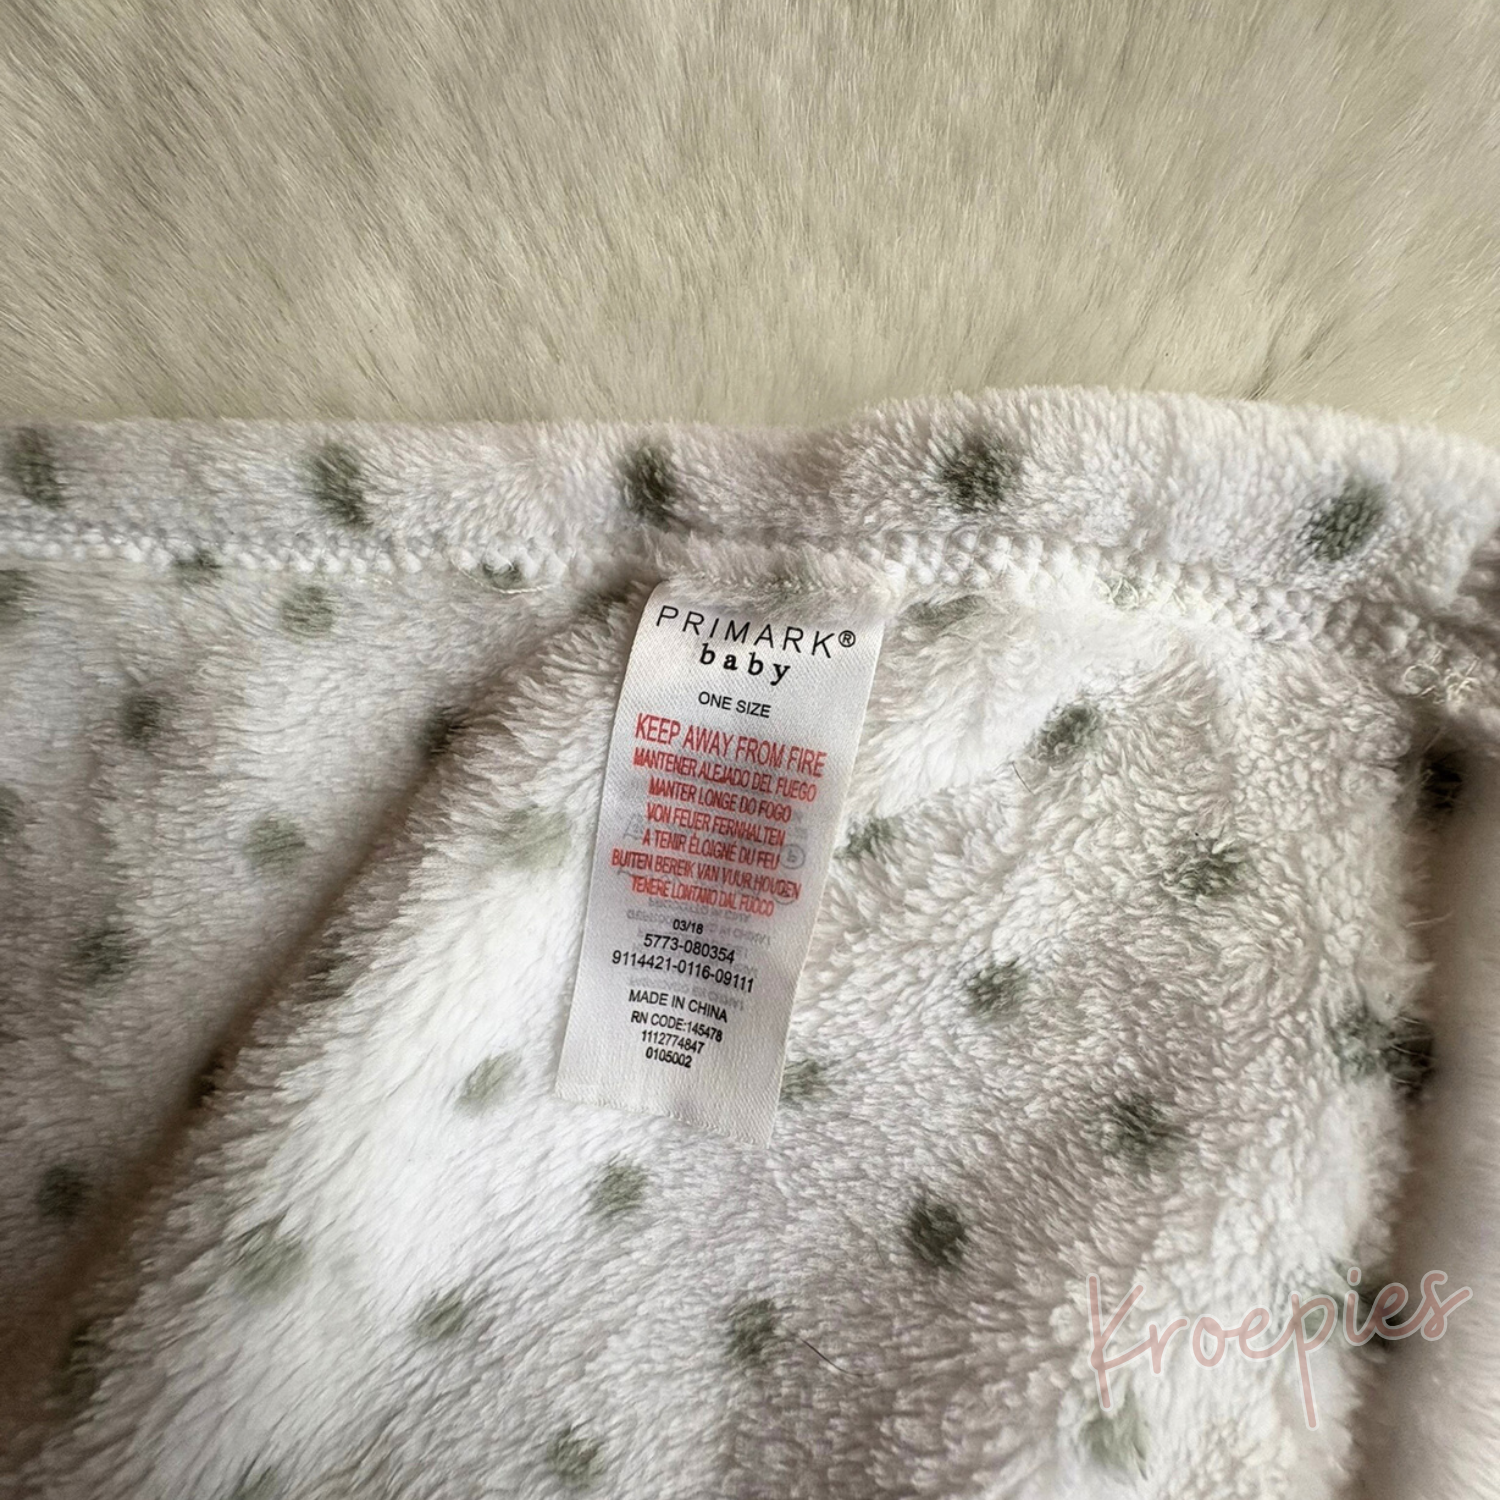 PRIMARK®
baby
ONE SIZE
KEEP AWAY FROM FIRE
MANTENER ALEJADO DEL FUEGO
MANTER LONGE DO FOGO
VON FEUER FERNHALTEN
A TENIR ÉLOIGNÉ DU FEU
BUITEN BEREIK VAN VUUR HOUDEN
TENERE LONTANO DAL FUOCO
03/18
5773-080354
9114421-0116-09111
MADE IN CHINA
RN CODE:145478
1112774847
0105002
Kroepies